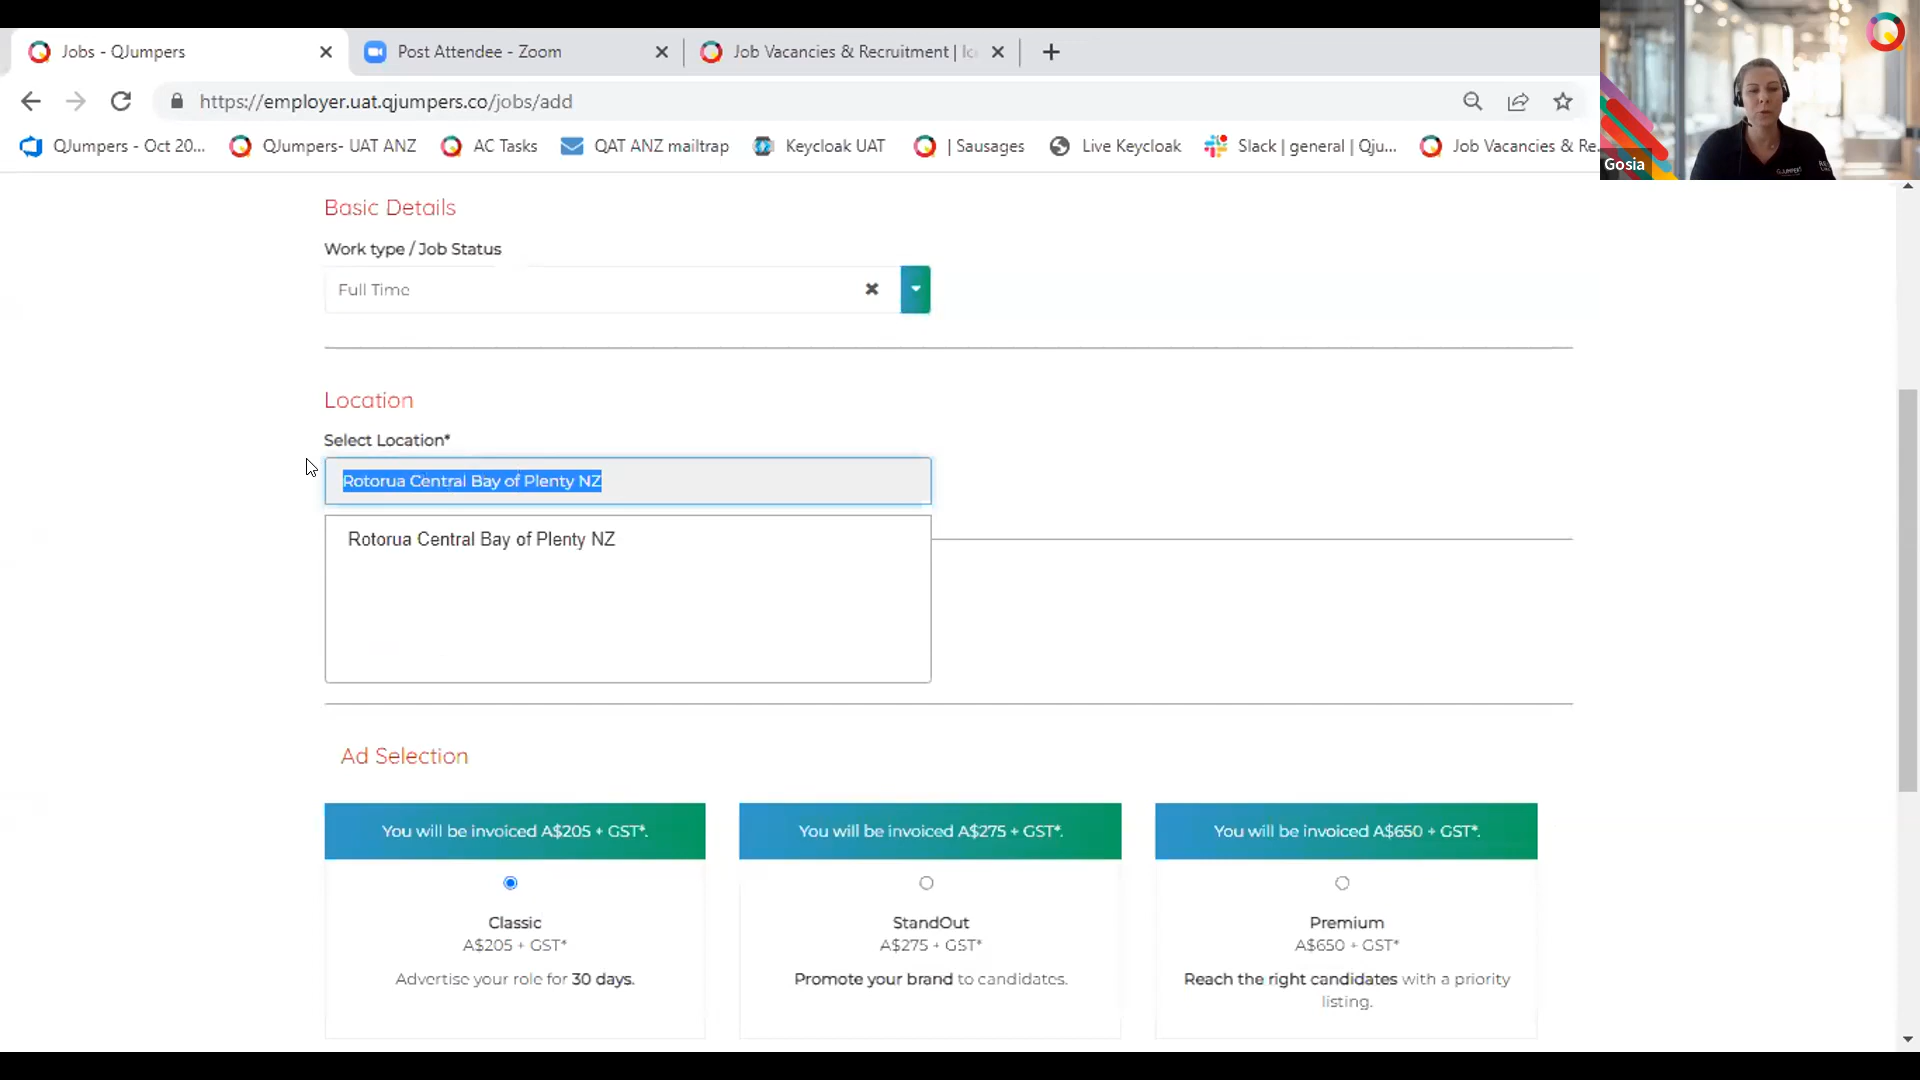 Jobs - QJumpers
Post Attendee - Zoom
Job Vacancies & Recruitment | Ic
https://employer.uat.qjumpers.co/jobs/add
QJumpers - Oct 20...
QJumpers- UAT ANZ
AC Tasks
QAT ANZ mailtrap
Keycloak UAT
| Sausages
Live Keycloak
Slack | general | Qju...
Job Vacancies & Re
Gosia
QJUMPERS
Basic Details
Work type / Job Status
Full Time
Location
Select Location*
Rotorua Central Bay of Plenty NZ
Rotorua Central Bay of Plenty NZ
Ad Selection
You will be invoiced A$205 + GST*.
You will be invoiced A$275 + GST*.
You will be invoiced A$650 + GST*.
Classic
A$205 + GST*
Advertise your role for 30 days.
StandOut
A$275 + GST*
Promote your brand to candidates.
Premium
A$650 + GST*
Reach the right candidates with a priority
listing.